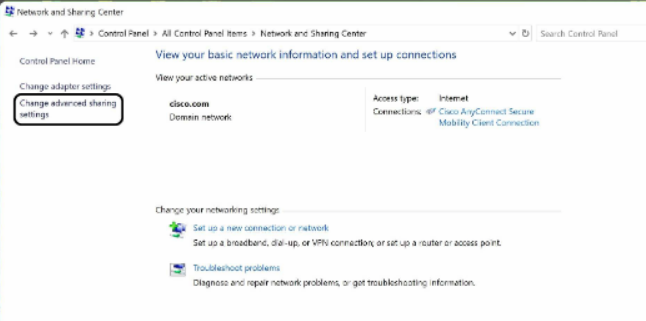 Network and Sharing Center
Control Panel > All Control Panel Items > Network and Sharing Center
Search Control Panel
Control Panel Home
Change adapter settings
Change advanced sharing
settings
View your basic network information and set up connections
View your active networks
cisco.com
Domain network
Access type: Internet
Connections: Cisco AnyConnect Secure
Mobility Client Connection
Change your networking settings
Set up a new connection or network
Set up a broadband, dial-up, or VPN connection; or set up a router or access point.
Troubleshoot problems
Diagnose and repair network problems, or get troubleshooting information.